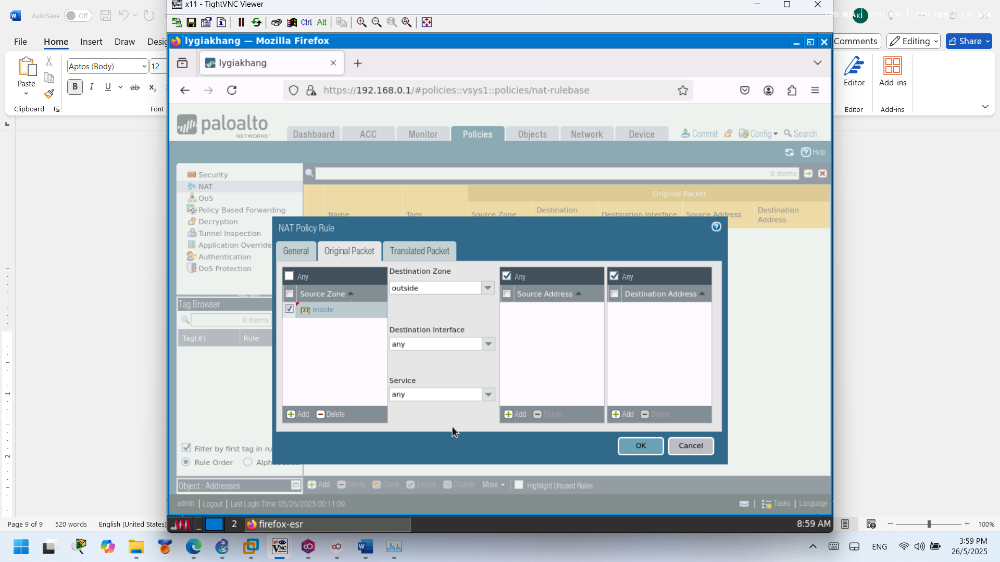 x11 - TightVNC Viewer
AutoSave Off
FPS N/A KL GPU 0% CPU 19% LAT N/A
Ctrl Alt
File Home Insert Draw
Comments Editing Share
lygiakhang — Mozilla Firefox
lygiakhang
Aptos (Body) 12
Paste
B I U ab x2
Editor Add-ins
https://192.168.0.1/#policies::vsys1::policies/nat-rulebase
Clipboard Font Editor Add-ins
paloalto
NETWORKS
Dashboard ACC Monitor Policies Objects Network Device Commit Config Search
Help
Security
NAT
QoS
Policy Based Forwarding
Decryption
Tunnel Inspection
Application Override
Authentication
DoS Protection
0 items
Original Packet
Name Tags Source Zone Destination Destination Interface Source Address Destination Address
NAT Policy Rule
General Original Packet Translated Packet
Any Destination Zone Any Any
Source Zone outside Source Address Destination Address
inside
Destination Interface
any
Service
any
Add Delete Add Delete Add Delete
OK Cancel
Tag Browser
0 items
Tag(#) Rule
Filter by first tag in ru
Rule Order
Object : Addresses
Add Delete Clone Enable Disable Move Highlight Unused Rules
admin | Logout | Last Login Time: 05/26/2025 00:11:09
Tasks | Language
2 firefox-esr 8:59 AM
Page 9 of 9 520 words English (United States) 100%
VNC
ENG 3:59 PM
26/5/2025